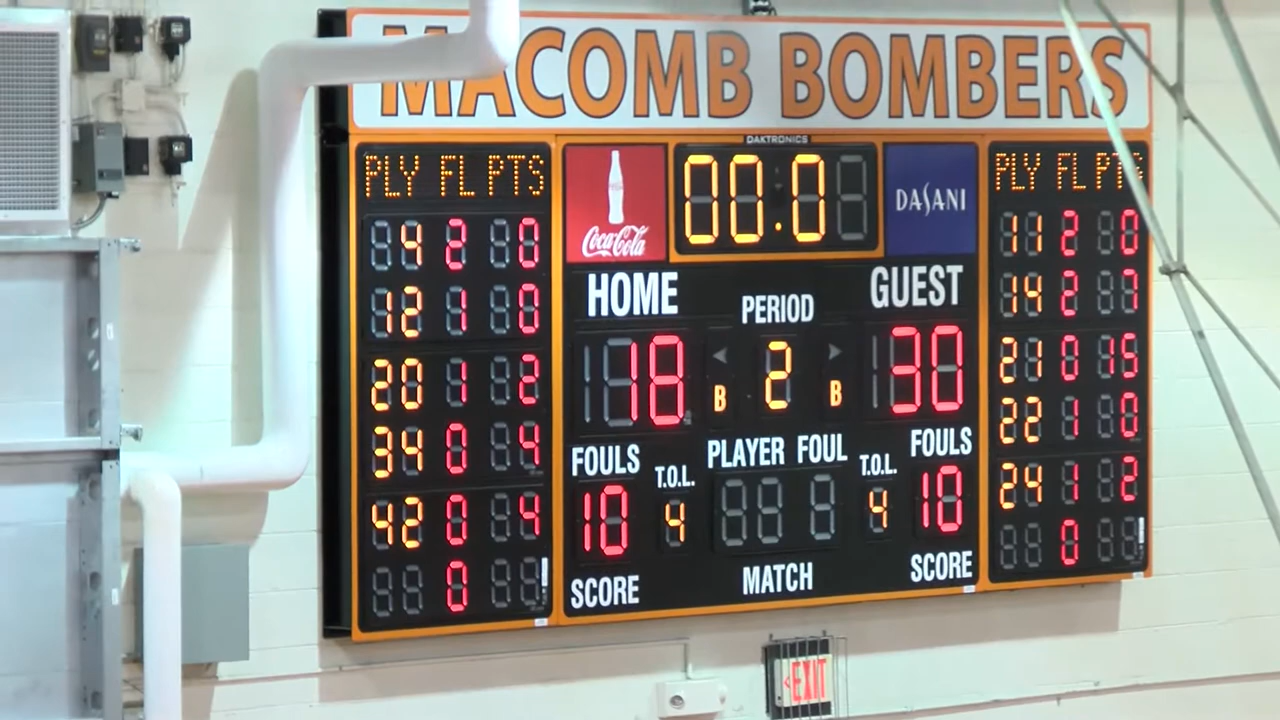 MACOMB BOMBERS
DAKTRONICS
PLY FL PTS
4 2 0
12 1 0
20 1 2
34 0 4
42 0 4
0
Coca-Cola
00.0
DASANI
HOME
PERIOD
GUEST
18
B 2 B
30
FOULS
T.O.L.
PLAYER FOUL
T.O.L.
FOULS
10
4
4
10
SCORE
MATCH
SCORE
PLY FL PTS
11 2 0
14 2 7
21 0 15
22 1 0
24 1 2
0
EXIT